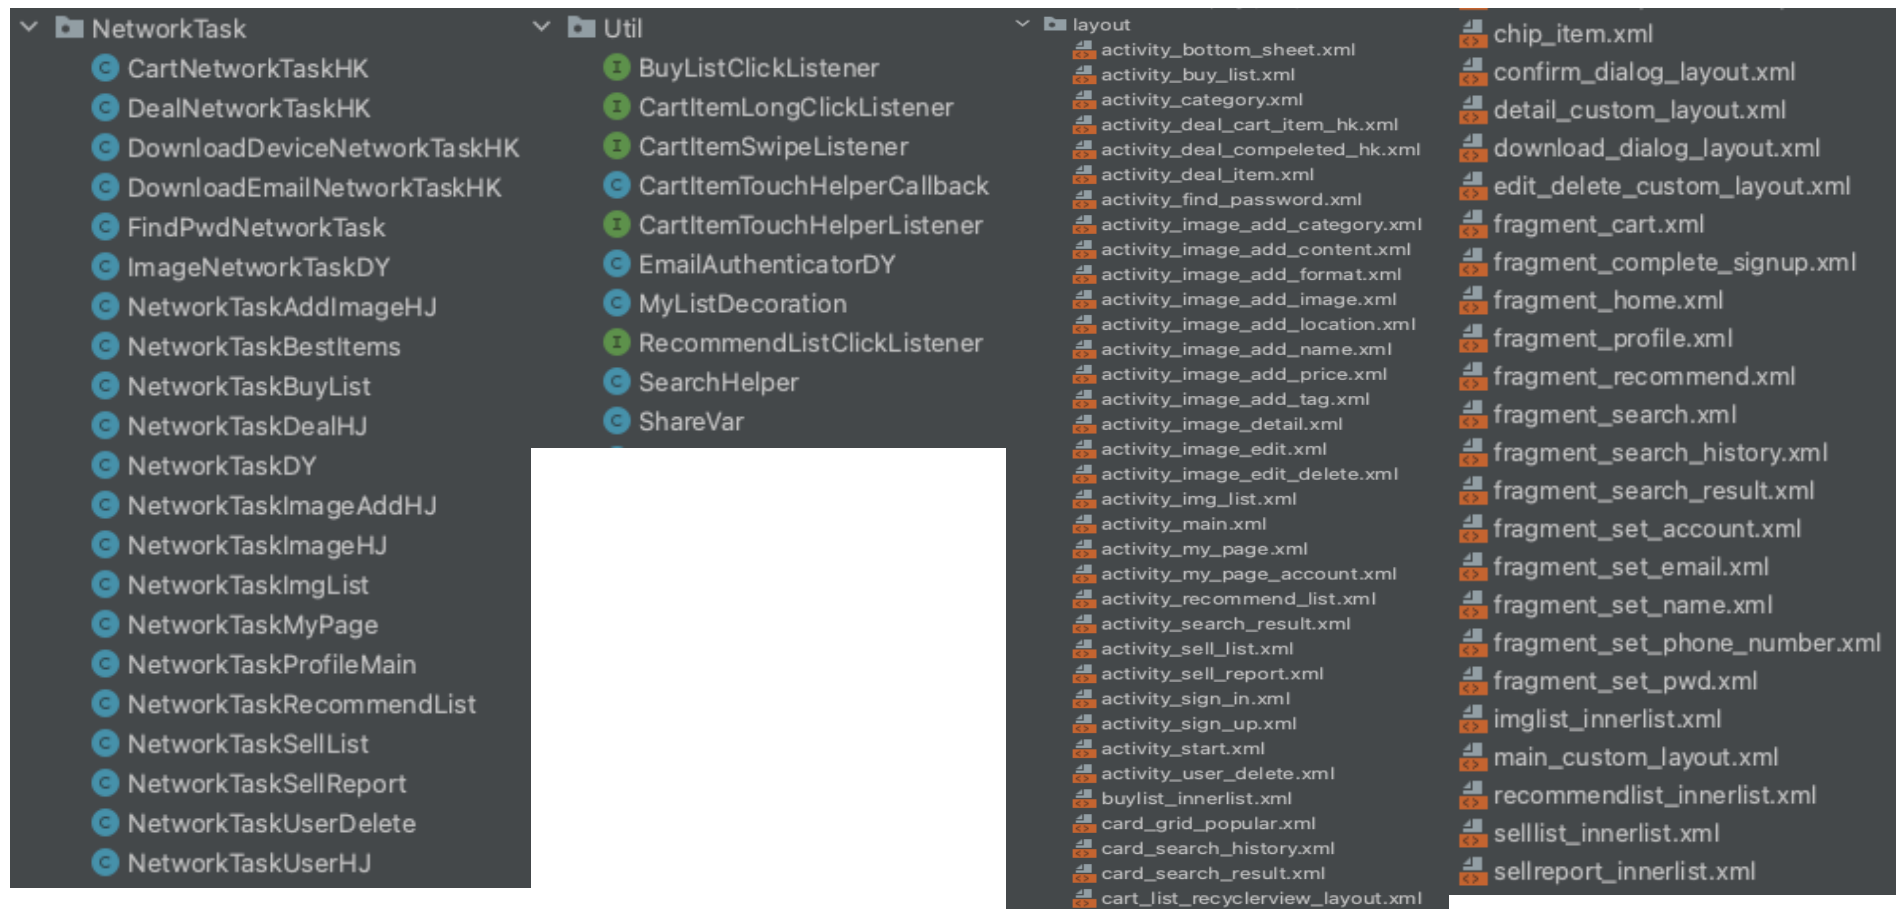 NetworkTask
CartNetworkTaskHK
DealNetworkTaskHK
DownloadDeviceNetworkTaskHK
DownloadEmailNetworkTaskHK
FindPwdNetworkTask
ImageNetworkTaskDY
NetworkTaskAddImageHJ
NetworkTaskBestItems
NetworkTaskBuyList
NetworkTaskDealHJ
NetworkTaskDY
NetworkTaskImageAddHJ
NetworkTaskImageHJ
NetworkTaskImgList
NetworkTaskMyPage
NetworkTaskProfileMain
NetworkTaskRecommendList
NetworkTaskSellList
NetworkTaskSellReport
NetworkTaskUserDelete
NetworkTaskUserHJ
Util
BuyListClickListener
CartItemLongClickListener
CartItemSwipeListener
CartItemTouchHelperCallback
CartItemTouchHelperListener
EmailAuthenticatorDY
MyListDecoration
RecommendListClickListener
SearchHelper
ShareVar
layout
activity_bottom_sheet.xml
activity_buy_list.xml
activity_category.xml
activity_deal_cart_item_hk.xml
activity_deal_compeleted_hk.xml
activity_deal_item.xml
activity_find_password.xml
activity_image_add_category.xml
activity_image_add_content.xml
activity_image_add_format.xml
activity_image_add_image.xml
activity_image_add_location.xml
activity_image_add_name.xml
activity_image_add_price.xml
activity_image_add_tag.xml
activity_image_detail.xml
activity_image_edit.xml
activity_image_edit_delete.xml
activity_img_list.xml
activity_main.xml
activity_my_page.xml
activity_my_page_account.xml
activity_recommend_list.xml
activity_search_result.xml
activity_sell_list.xml
activity_sell_report.xml
activity_sign_in.xml
activity_sign_up.xml
activity_start.xml
activity_user_delete.xml
buylist_innerlist.xml
card_grid_popular.xml
card_search_history.xml
card_search_result.xml
cart_list_recyclerview_layout.xml
chip_item.xml
confirm_dialog_layout.xml
detail_custom_layout.xml
download_dialog_layout.xml
edit_delete_custom_layout.xml
fragment_cart.xml
fragment_complete_signup.xml
fragment_home.xml
fragment_profile.xml
fragment_recommend.xml
fragment_search.xml
fragment_search_history.xml
fragment_search_result.xml
fragment_set_account.xml
fragment_set_email.xml
fragment_set_name.xml
fragment_set_phone_number.xml
fragment_set_pwd.xml
imglist_innerlist.xml
main_custom_layout.xml
recommendlist_innerlist.xml
selllist_innerlist.xml
sellreport_innerlist.xml